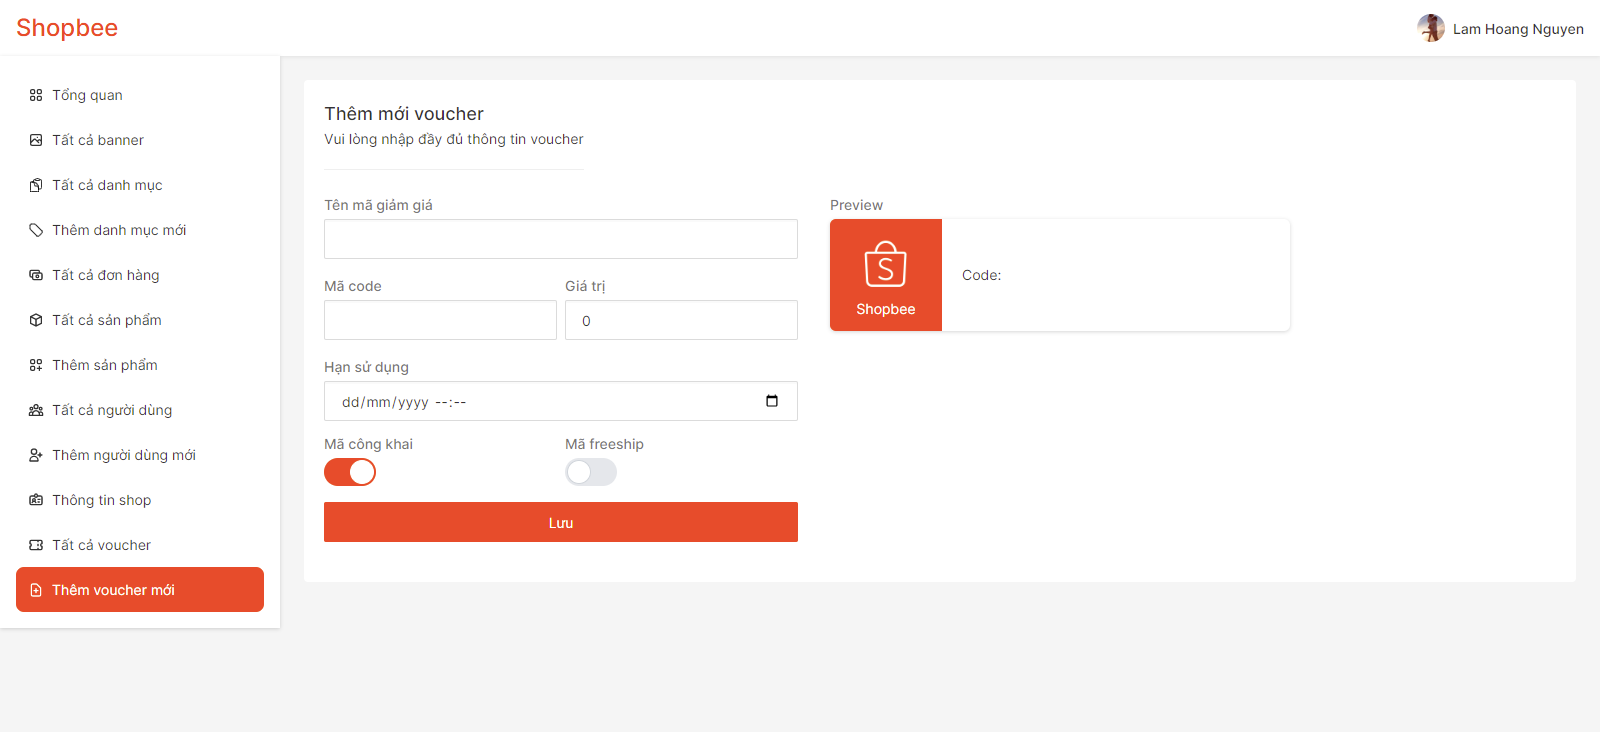 Shopbee
Lam Hoang Nguyen
Tổng quan
Tất cả banner
Tất cả danh mục
Thêm danh mục mới
Tất cả đơn hàng
Tất cả sản phẩm
Thêm sản phẩm
Tất cả người dùng
Thêm người dùng mới
Thông tin shop
Tất cả voucher
Thêm voucher mới
Thêm mới voucher
Vui lòng nhập đầy đủ thông tin voucher
Tên mã giảm giá
Mã code
Giá trị
0
Hạn sử dụng
dd/mm/yyyy --:--
Mã công khai
Mã freeship
Lưu
Preview
S
Shopbee
Code: